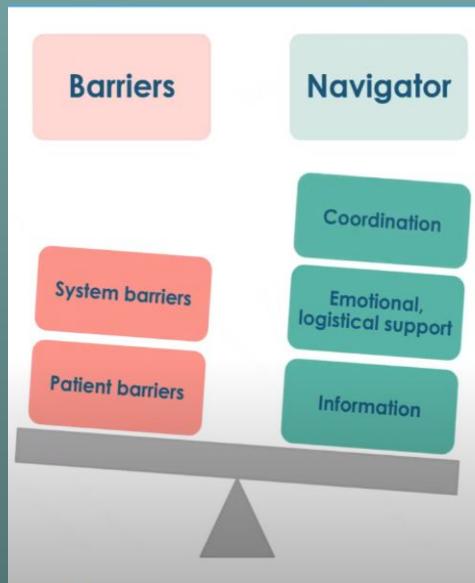 Barriers
Navigator
System barriers
Patient barriers
Coordination
Emotional,
logistical support
Information